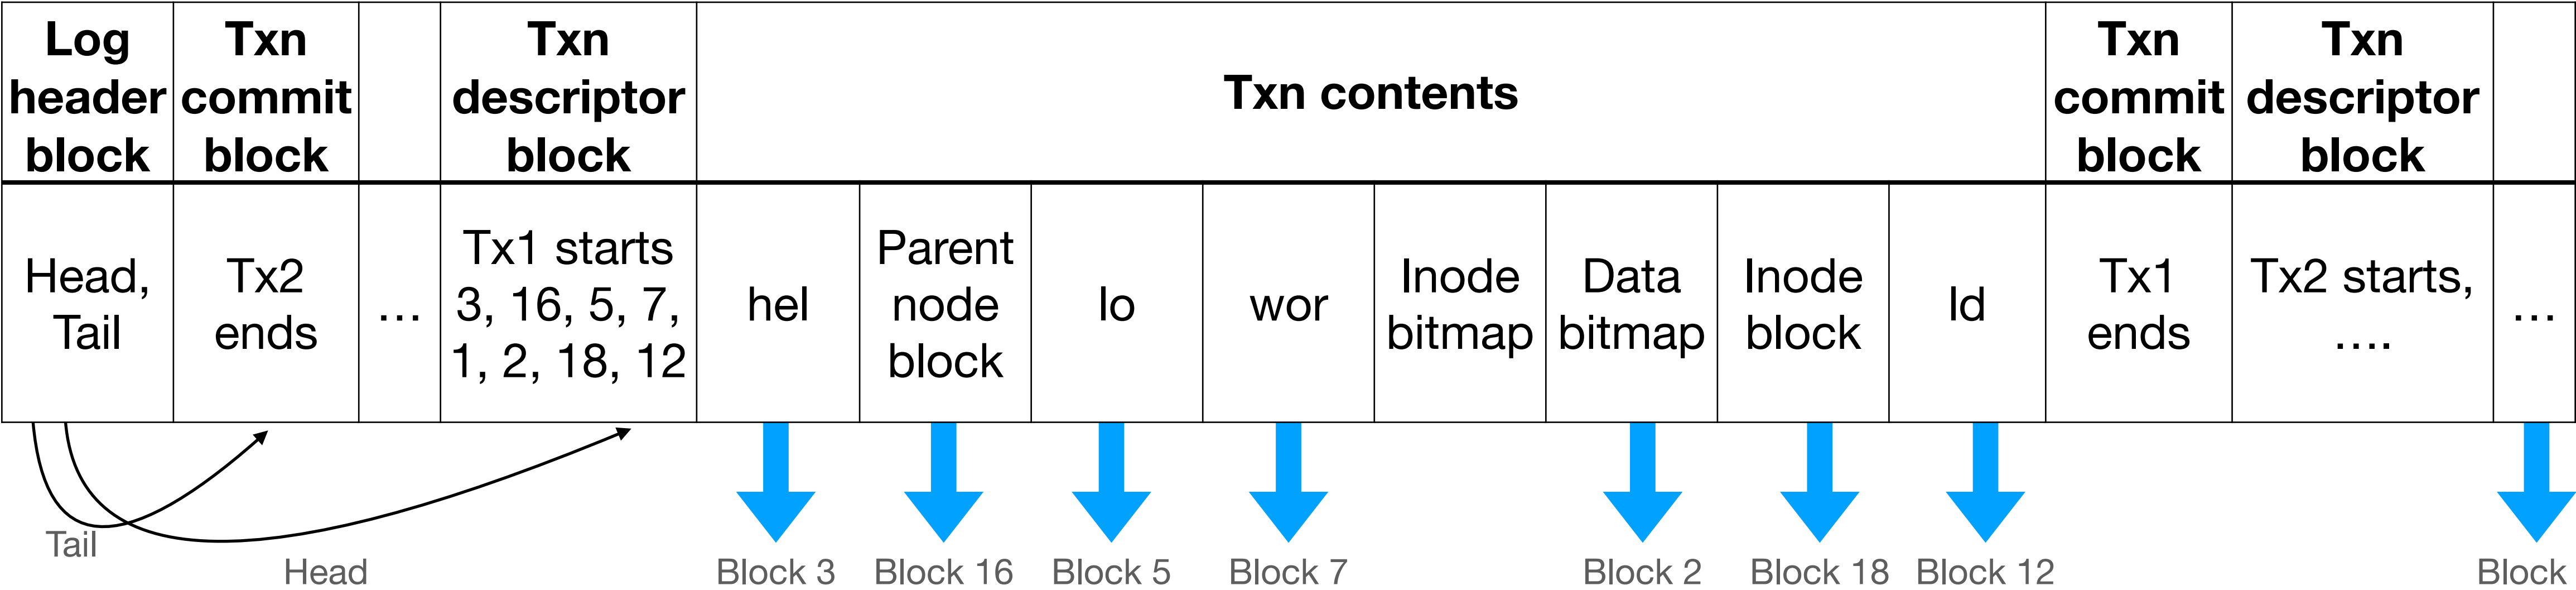 Log
header
block
Txn
commit
block
Txn
descriptor
block
Txn contents
Txn
commit
block
Txn
descriptor
block
Head,
Tail
Tx2
ends
...
Tx1 starts
3, 16, 5, 7,
1, 2, 18, 12
hel
Parent
node
block
lo
wor
Inode
bitmap
Data
bitmap
Inode
block
ld
Tx1
ends
Tx2 starts,
....
...
Tail
Head
Block 3
Block 16
Block 5
Block 7
Block 2
Block 18
Block 12
Block